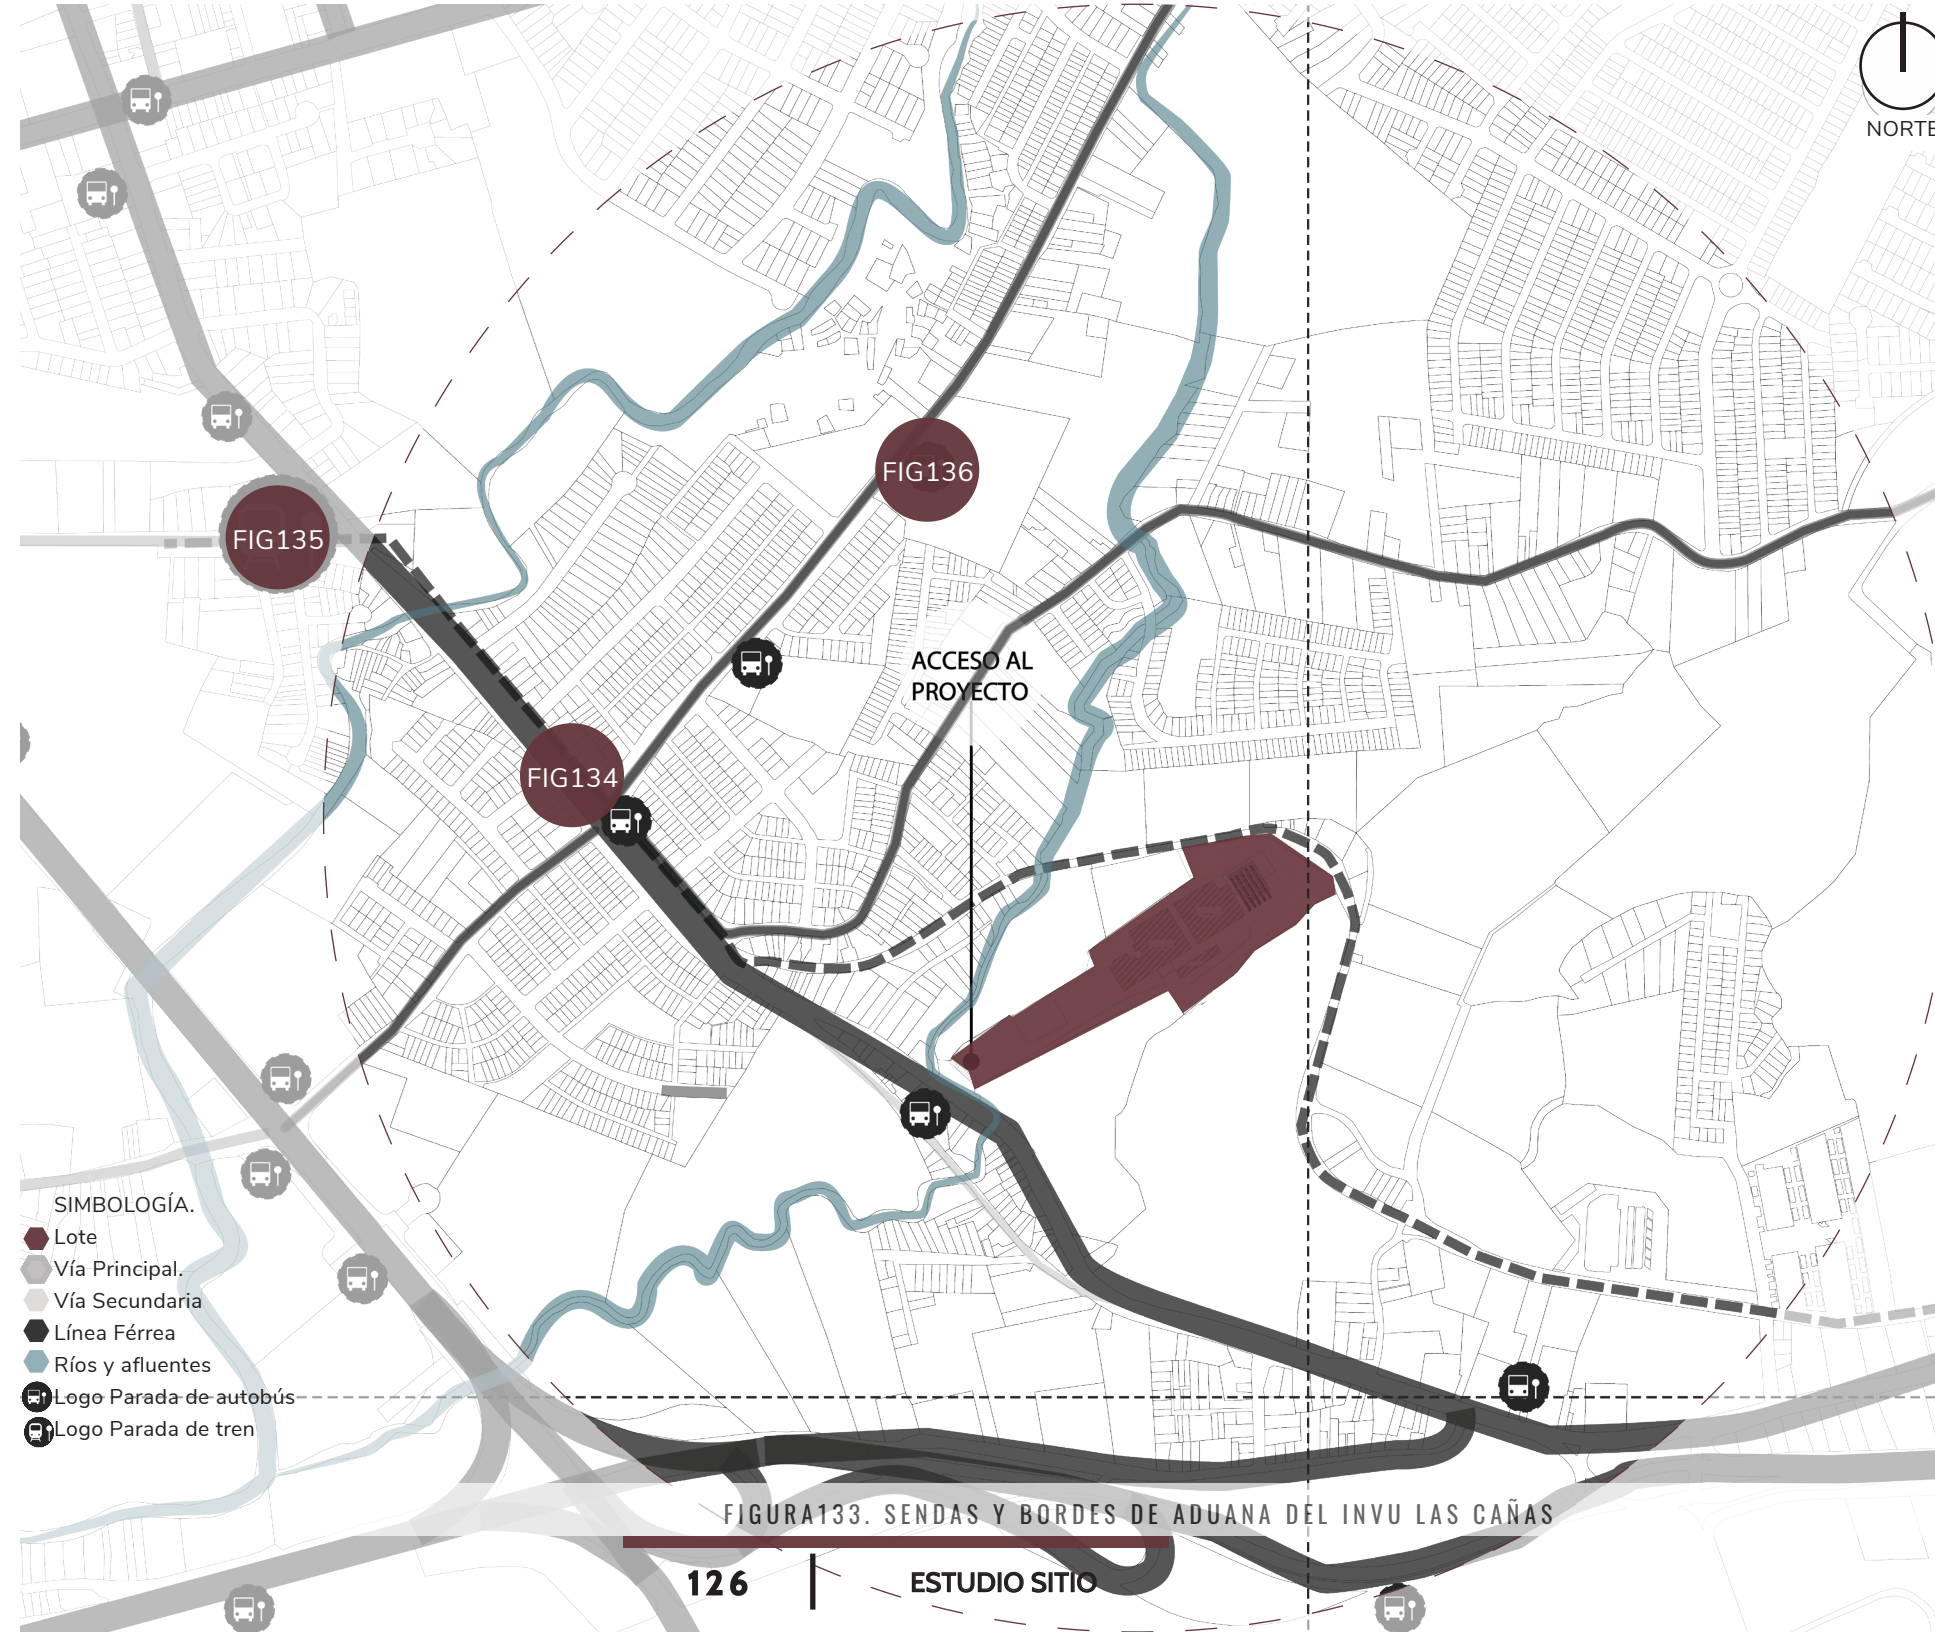 NORTE
FIG136
FIG135
ACCESO AL
PROYECTO
FIG134
SIMBOLOGÍA.
Lote
Vía Principal.
Vía Secundaria
Línea Férrea
Ríos y afluentes
Logo Parada de autobús
Logo Parada de tren
FIGURA133. SENDAS Y BORDES DE ADUANA DEL INVU LAS CAÑAS
126
ESTUDIO SITIO